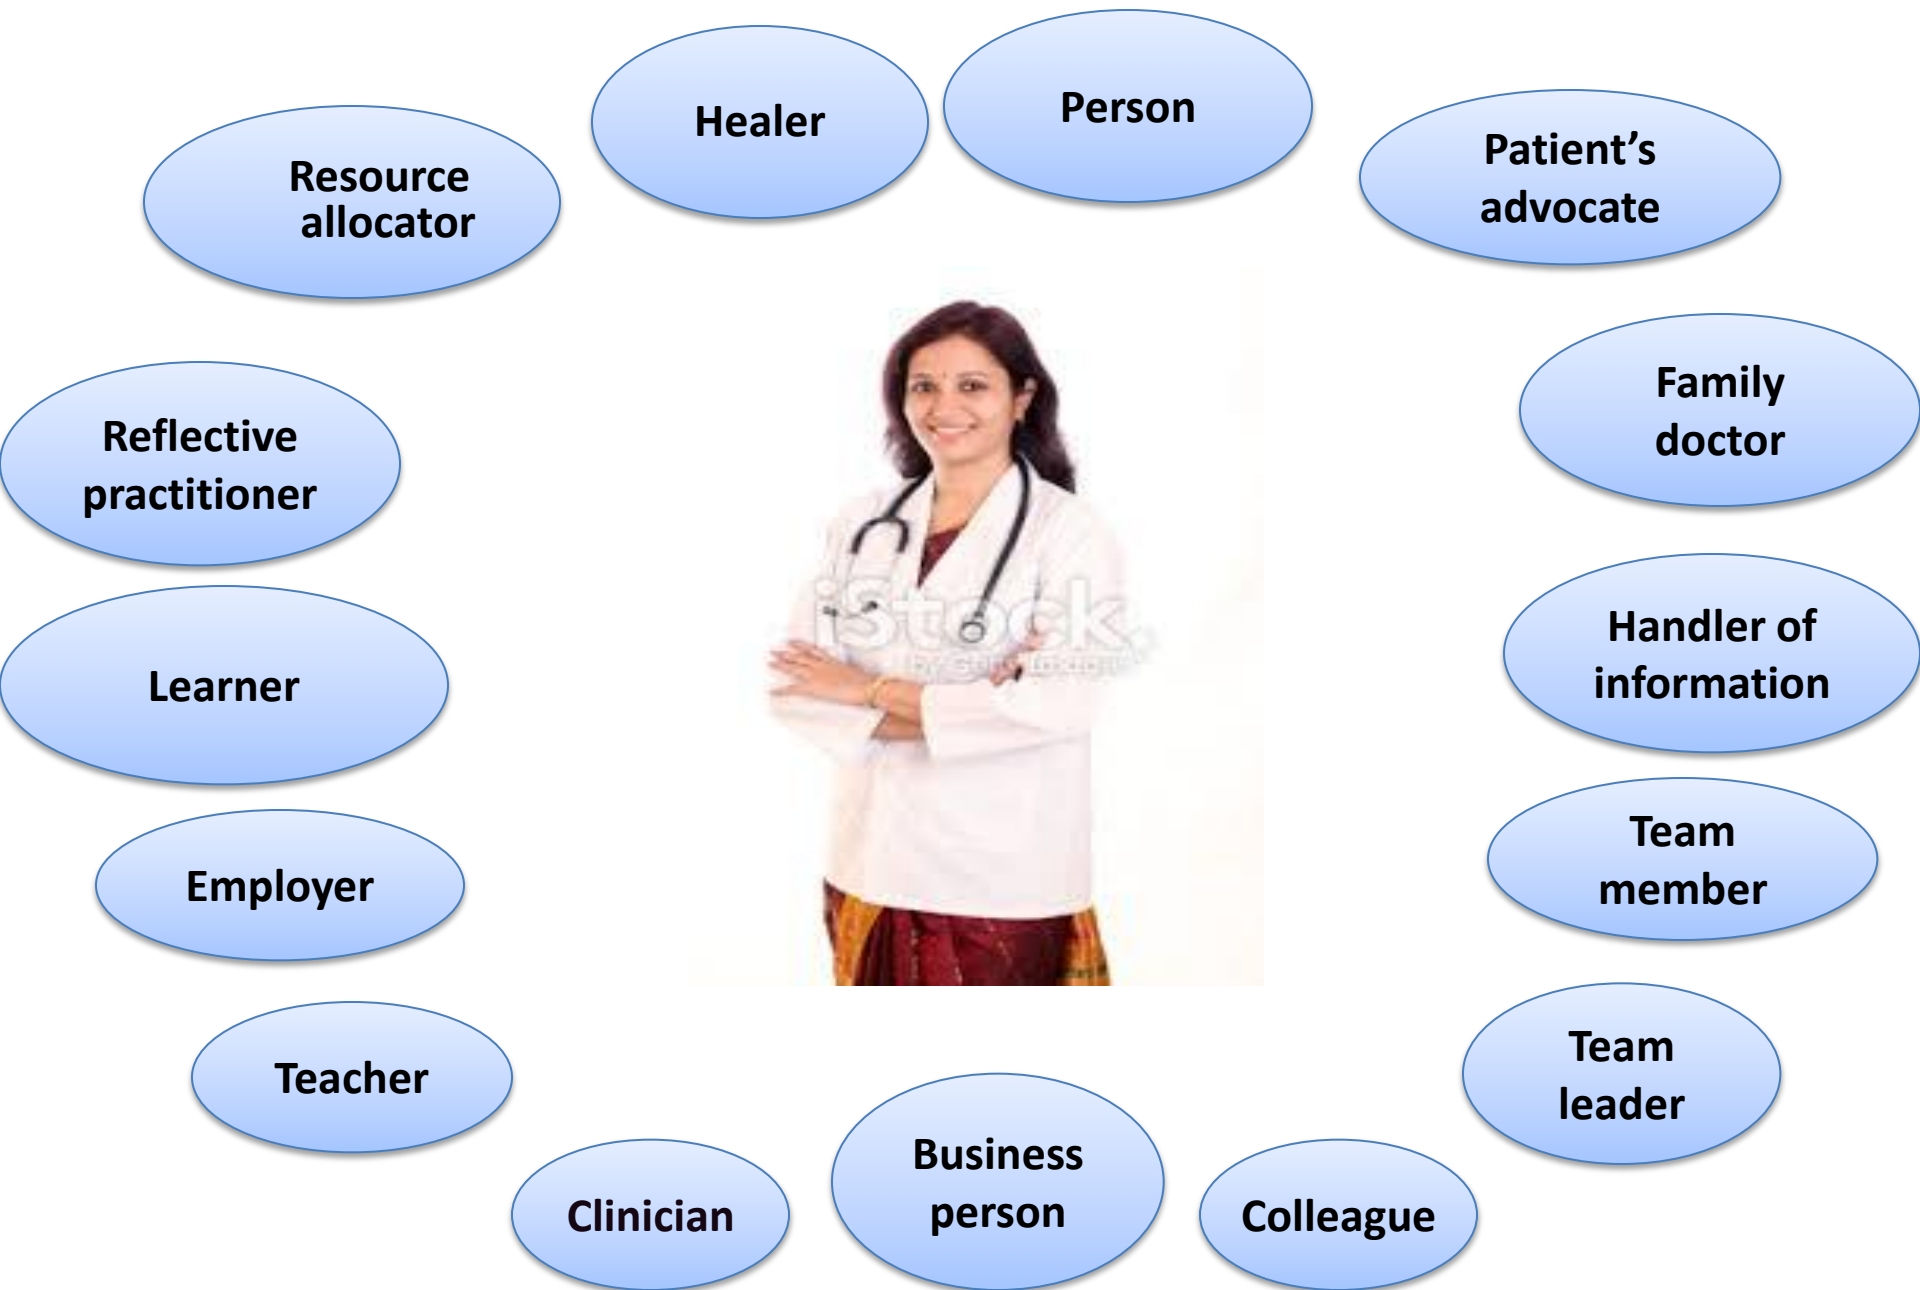 Healer
Person
Patient’s
advocate
Resource
allocator
Family
doctor
Reflective
practitioner
Handler of
information
Learner
Team
member
Employer
Team
leader
Teacher
Business
person
Clinician
Colleague
iStock